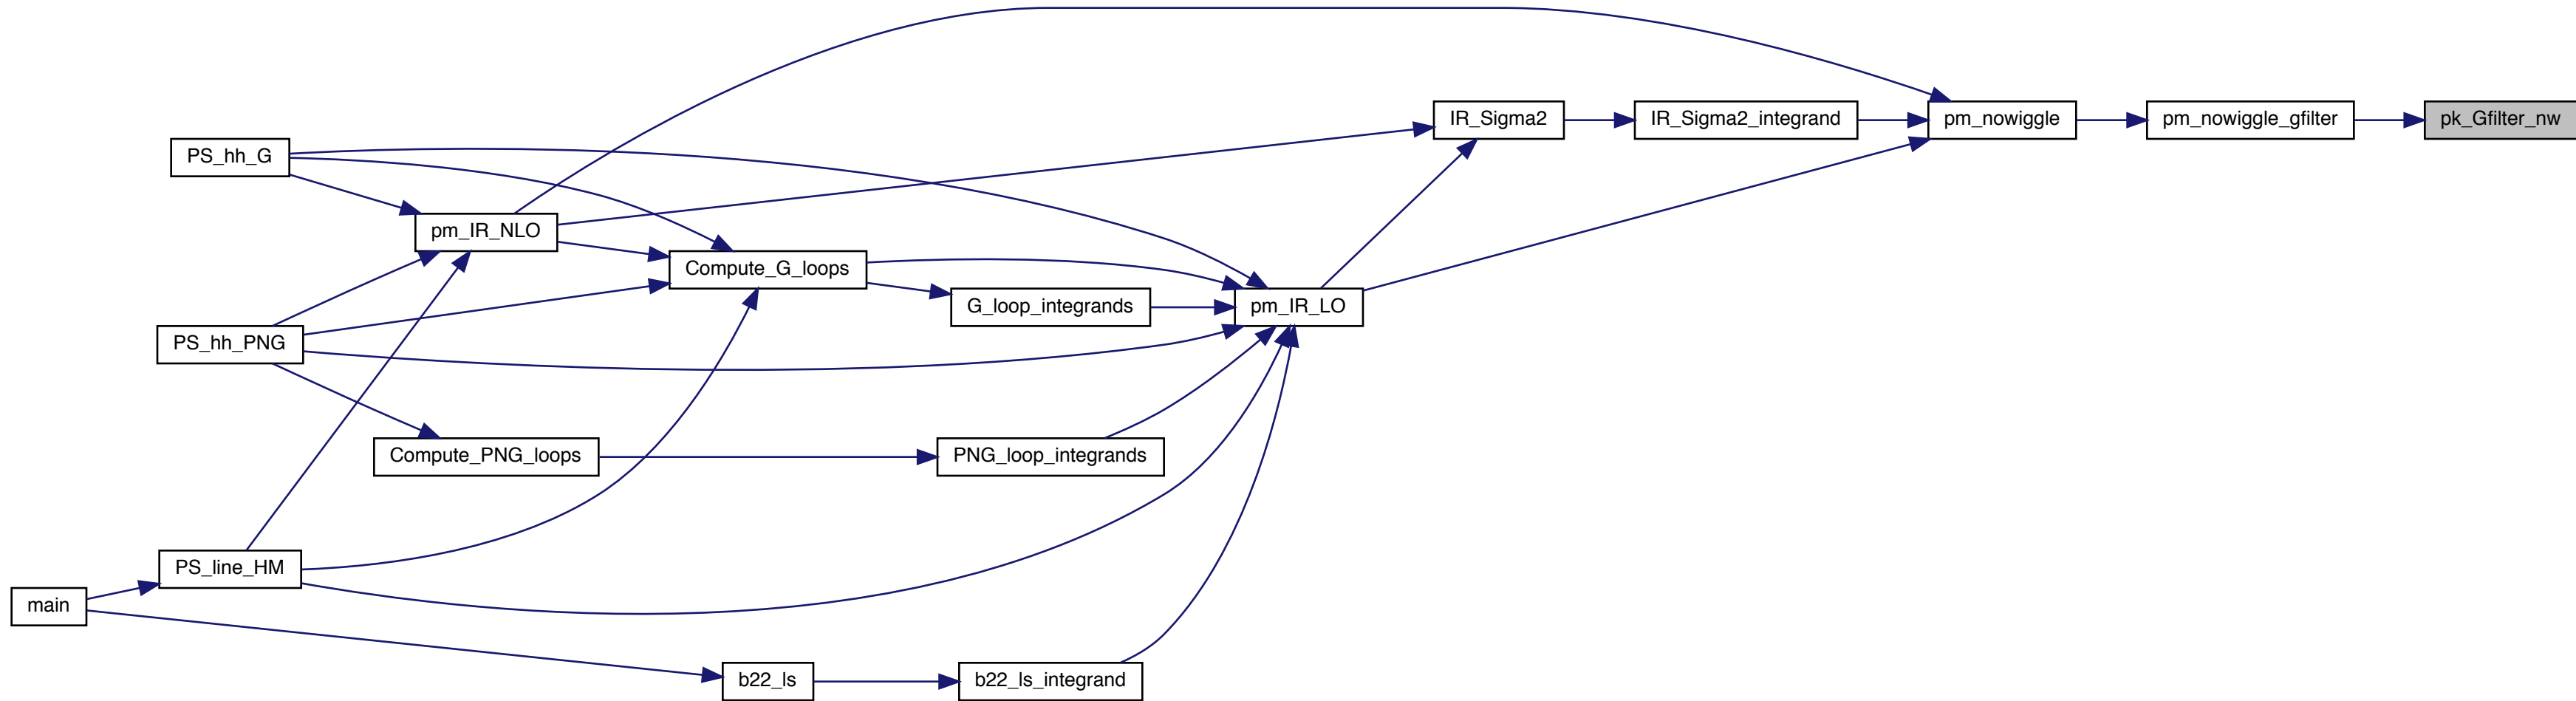 IR_Sigma2
IR_Sigma2_integrand
pm_nowiggle
pm_nowiggle_gfilter
pk_Gfilter_nw
PS_hh_G
pm_IR_NLO
Compute_G_loops
G_loop_integrands
pm_IR_LO
PS_hh_PNG
Compute_PNG_loops
PNG_loop_integrands
PS_line_HM
main
b22_ls
b22_ls_integrand